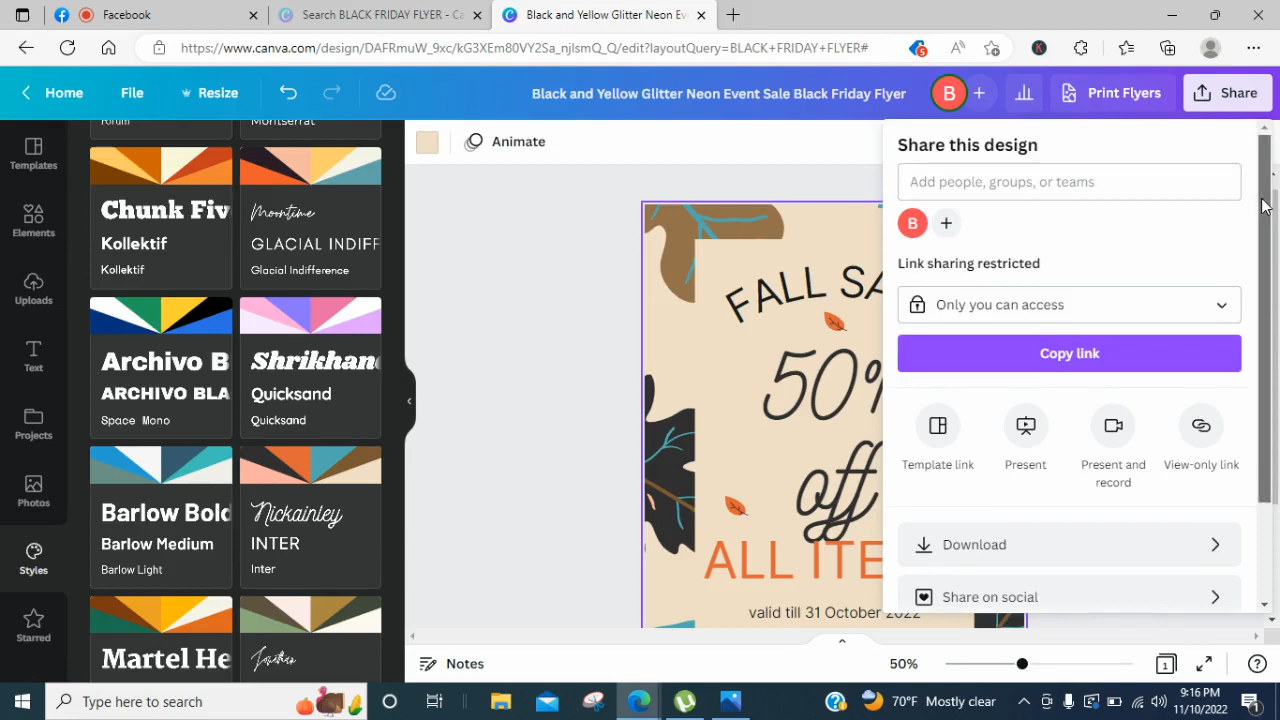 Facebook
Search BLACK FRIDAY FLYER - Ca
Black and Yellow Glitter Neon Eve
https://www.canva.com/design/DAFRmuW_9xc/kG3XEm80VY2Sa_njlsmQ_Q/edit?layoutQuery=BLACK+FRIDAY+FLYER#
5
K
Home
File
Resize
Black and Yellow Glitter Neon Event Sale Black Friday Flyer
B
Print Flyers
Share
Templates
Elements
Uploads
Text
Projects
Photos
Styles
Starred
Forum
Montserrat
Chunk Fiv
Kollektif
Kollektif
Moontime
GLACIAL INDIFF
Glacial Indifference
Archivo B
ARCHIVO BLA
Space Mono
Shrikhan
Quicksand
Quicksand
Barlow Bold
Barlow Medium
Barlow Light
Nickainley
INTER
Inter
Martel He
Jonathan
Animate
FALL SA
50%
off
ALL ITE
valid till 31 October 2022
Share this design
Add people, groups, or teams
B
Link sharing restricted
Only you can access
Copy link
Template link
Present
Present and record
View-only link
Download
Share on social
Notes
50%
1
Type here to search
70°F Mostly clear
9:16 PM
11/10/2022
1